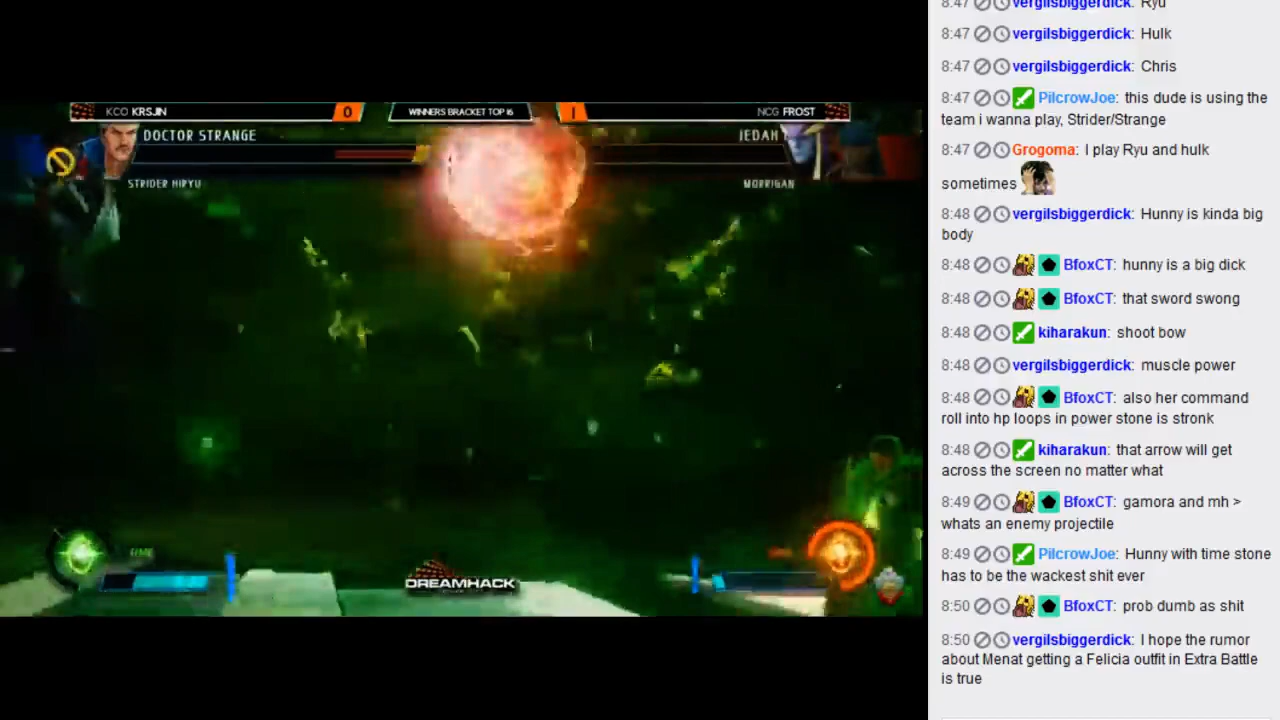 KCO KRSJIN 0 WINNERS BRACKET TOP 16 1 NCG FROST
DOCTOR STRANGE JEDAH
STRIDER HIRYU MORRIGAN
TIME
DREAMHACK
8:47 vergilsbiggerdick: Ryu
8:47 vergilsbiggerdick: Hulk
8:47 vergilsbiggerdick: Chris
8:47 PilcrowJoe: this dude is using the
team i wanna play, Strider/Strange
8:47 Grogoma: I play Ryu and hulk
sometimes
8:48 vergilsbiggerdick: Hunny is kinda big
body
8:48 BfoxCT: hunny is a big dick
8:48 BfoxCT: that sword swong
8:48 kiharakun: shoot bow
8:48 vergilsbiggerdick: muscle power
8:48 BfoxCT: also her command
roll into hp loops in power stone is stronk
8:48 kiharakun: that arrow will get
across the screen no matter what
8:49 BfoxCT: gamora and mh >
whats an enemy projectile
8:49 PilcrowJoe: Hunny with time stone
has to be the wackest shit ever
8:50 BfoxCT: prob dumb as shit
8:50 vergilsbiggerdick: I hope the rumor
about Menat getting a Felicia outfit in Extra Battle
is true